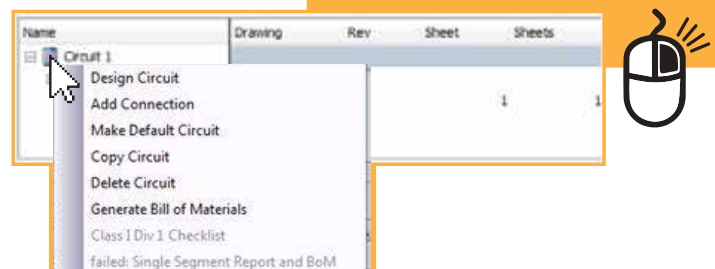 Name Drawing Rev Sheet Sheets
Circuit 1
Design Circuit
Add Connection
1 1
Make Default Circuit
Copy Circuit
Delete Circuit
Generate Bill of Materials
Class I Div 1 Checklist
failed: Single Segment Report and BoM